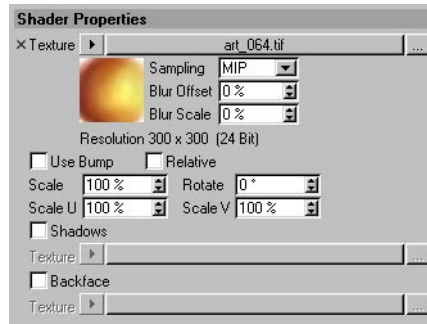 Shader Properties
×Texture art_064.tif ...
Sampling MIP
Blur Offset 0 %
Blur Scale 0 %
Resolution 300 x 300 (24 Bit)
Use Bump Relative
Scale 100 % Rotate 0 °
Scale U 100 % Scale V 100 %
Shadows
Texture ...
Backface
Texture ...